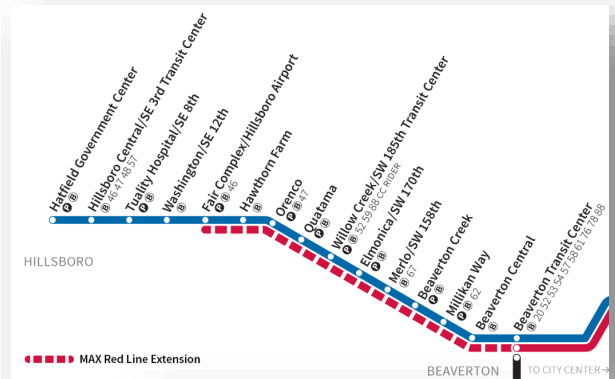 Hatfield Government Center
P B
Hillsboro Central/SE 3rd Transit Center
B 46 47 48 57
Tuality Hospital/SE 8th
P B
Washington/SE 12th
B
Fair Complex/Hillsboro Airport
P B 46
Hawthorn Farm
B
Orenco
P B 47
Quatama
P B
Willow Creek/SW 185th Transit Center
P B 52 59 88 CC RIDER
Elmonica/SW 170th
P B
Merlo/SW 158th
B 67
Beaverton Creek
P B
Millikan Way
P B 62
Beaverton Central
B
Beaverton Transit Center
B 20 52 53 54 57 58 61 76 78 88
HILLSBORO
MAX Red Line Extension
BEAVERTON
TO CITY CENTER→